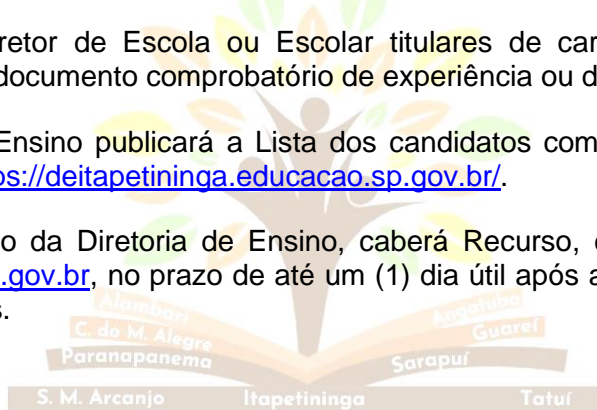 retor de Escola ou Escolar titulares de car
documento comprobatório de experiência ou d
Ensino publicará a Lista dos candidatos com
os://deitapetininga.educacao.sp.gov.br/.
o da Diretoria de Ensino, caberá Recurso,
.gov.br, no prazo de até um (1) dia útil após a
s.
Alambari Angatuba
C. do M. Alegre Guareí
Paranapanema Sarapuí
S. M. Arcanjo Itapetininga Tatuí